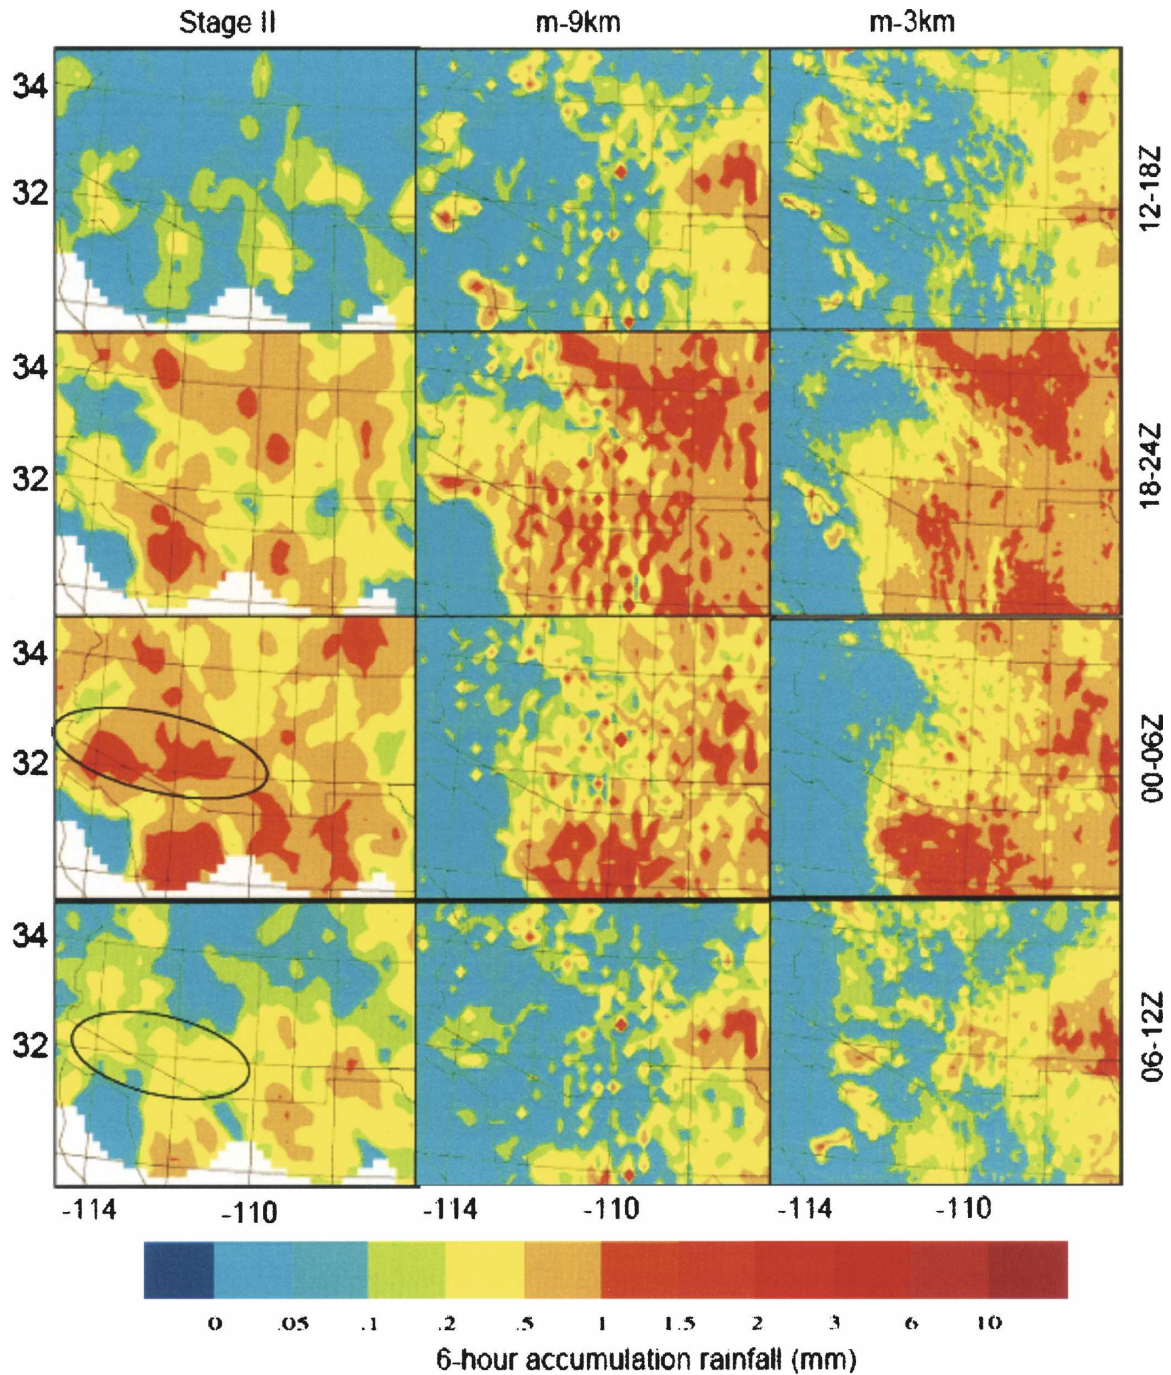 Stage II m-9km m-3km
34
32
12-18Z
34
32
18-24Z
34
32
00-06Z
34
32
06-12Z
-114 -110 -114 -110 -114 -110
0 .05 .1 .2 .5 1 1.5 2 3 6 10
6-hour accumulation rainfall (mm)